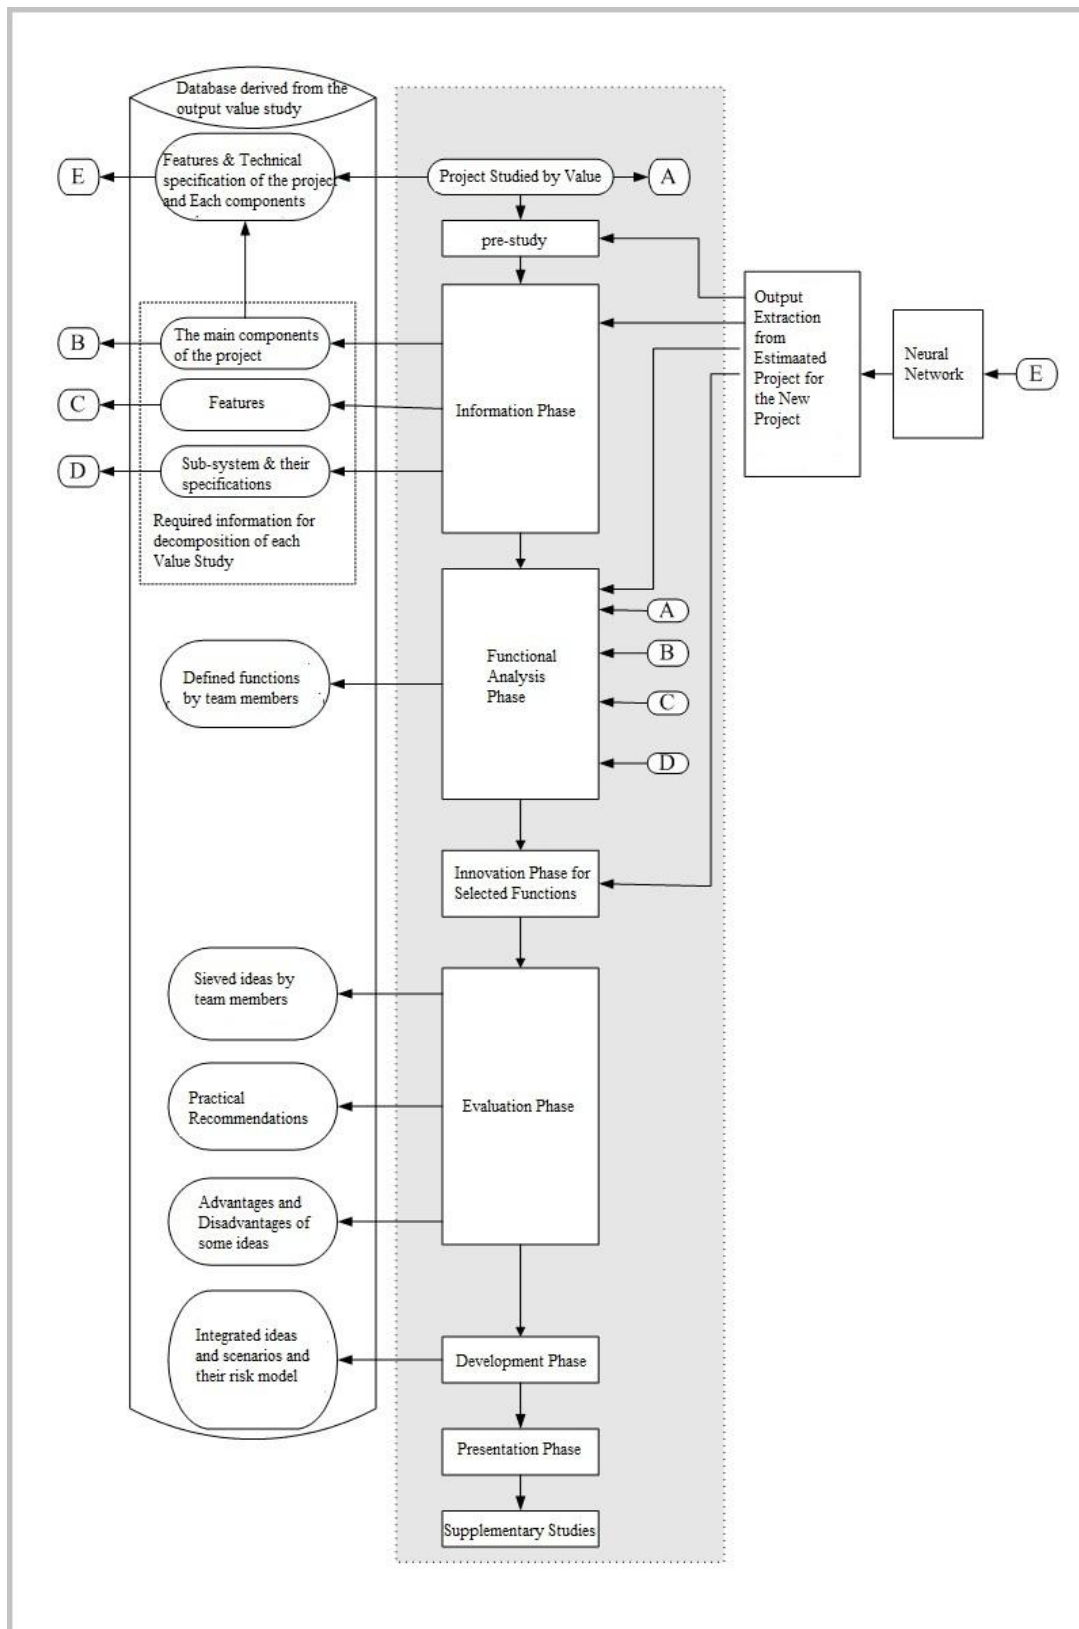 Database derived from the
output value study
E
Features & Technical
specification of the project
and Each components
Project Studied by Value
A
pre-study
B
The main components
of the project
C
Features
D
Sub-system & their
specifications
Required information for
decomposition of each
Value Study
Information Phase
Output
Extraction
from
Estimaated
Project for
the New
Project
Neural
Network
E
Defined functions
by team members
Functional
Analysis
Phase
A
B
C
D
Innovation Phase for
Selected Functions
Sieved ideas by
team members
Practical
Recommendations
Advantages and
Disadvantages of
some ideas
Evaluation Phase
Integrated ideas
and scenarios and
their risk model
Development Phase
Presentation Phase
Supplementary Studies